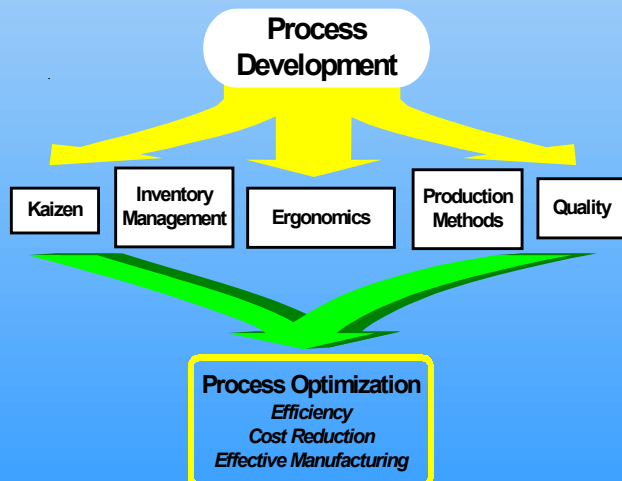 Process
Development
Kaizen
Inventory
Management
Ergonomics
Production
Methods
Quality
Process Optimization
Efficiency
Cost Reduction
Effective Manufacturing